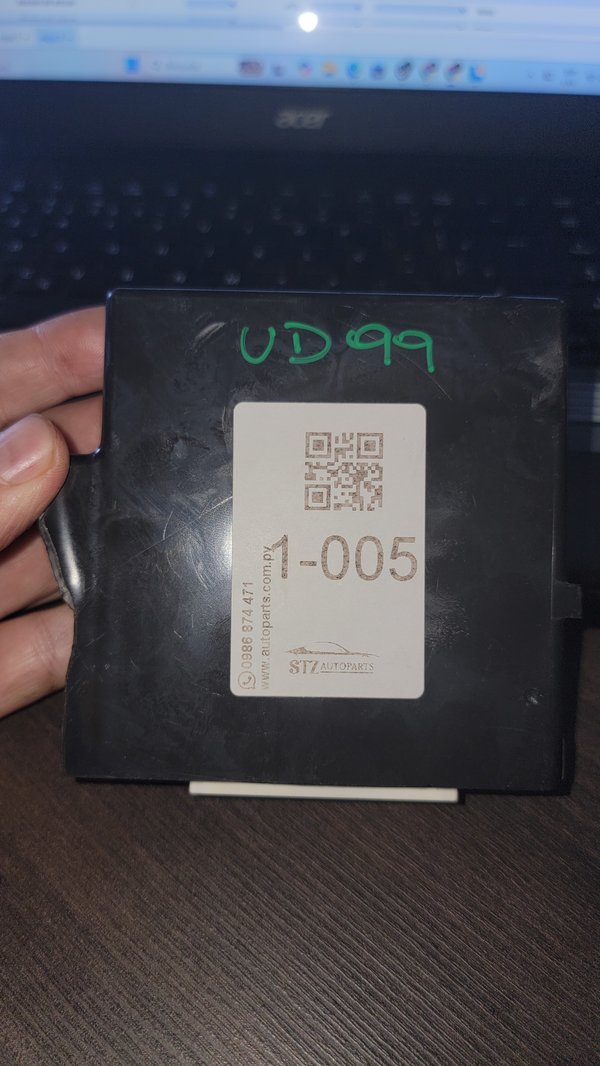 acer
UD99
1-005
0986 874 471
www.autoparts.com.py
STZ AUTOPARTS